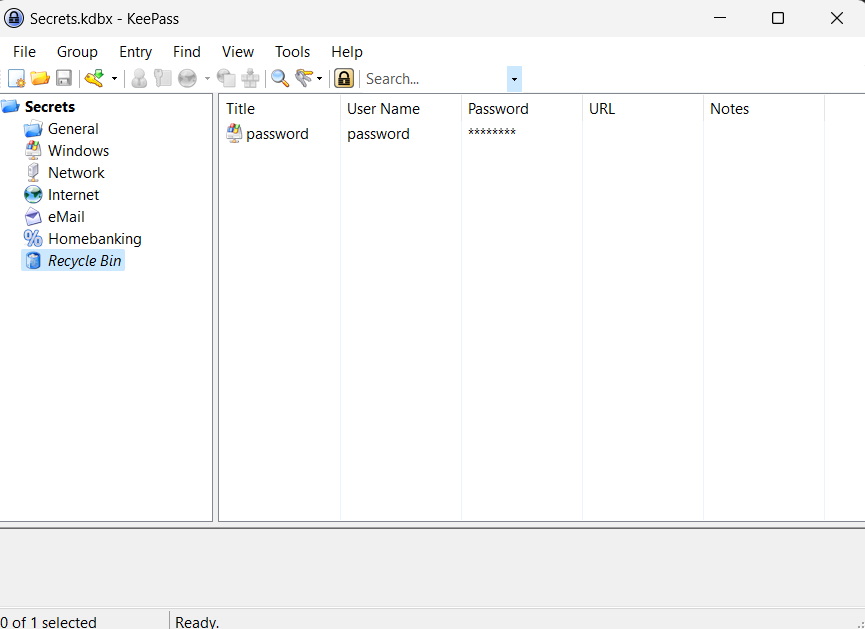 Secrets.kdbx - KeePass
File Group Entry Find View Tools Help
Search...
Secrets
General
Windows
Network
Internet
eMail
Homebanking
Recycle Bin
Title User Name Password URL Notes
password password ********
0 of 1 selected Ready.